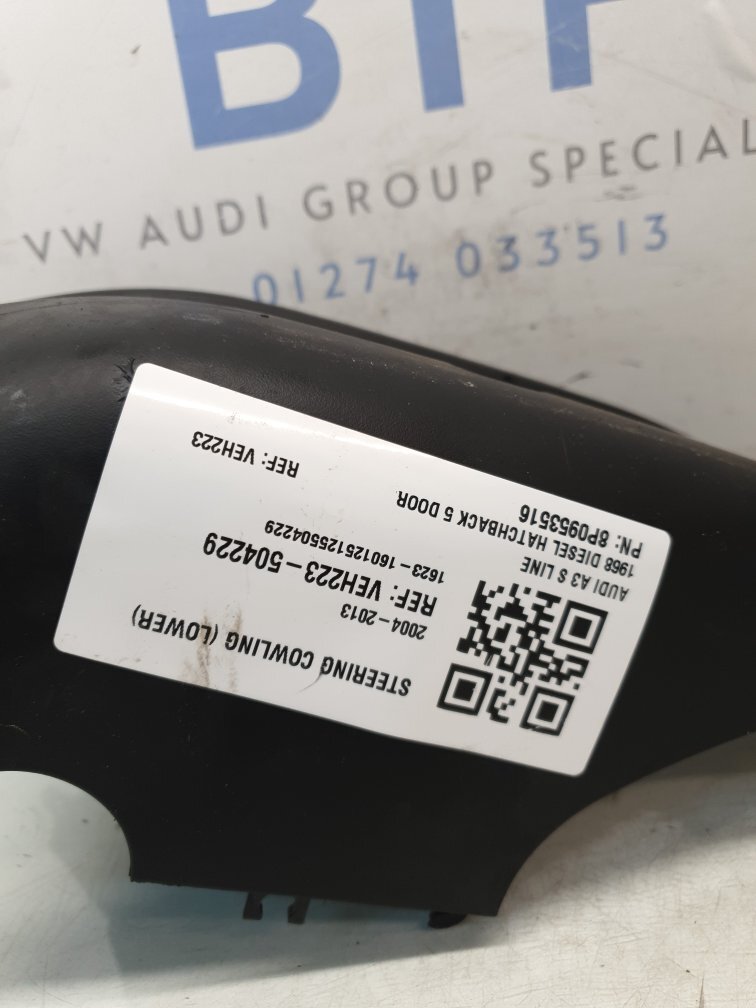 VW AUDI GROUP SPECIAL
01274 033513
STEERING COWLING (LOWER)
2004-2013
REF: VEH223-504229
1623-160125125504229
AUDI A3 S LINE
1968 DIESEL HATCHBACK 5 DOOR
PN: 8P0953516
REF: VEH223